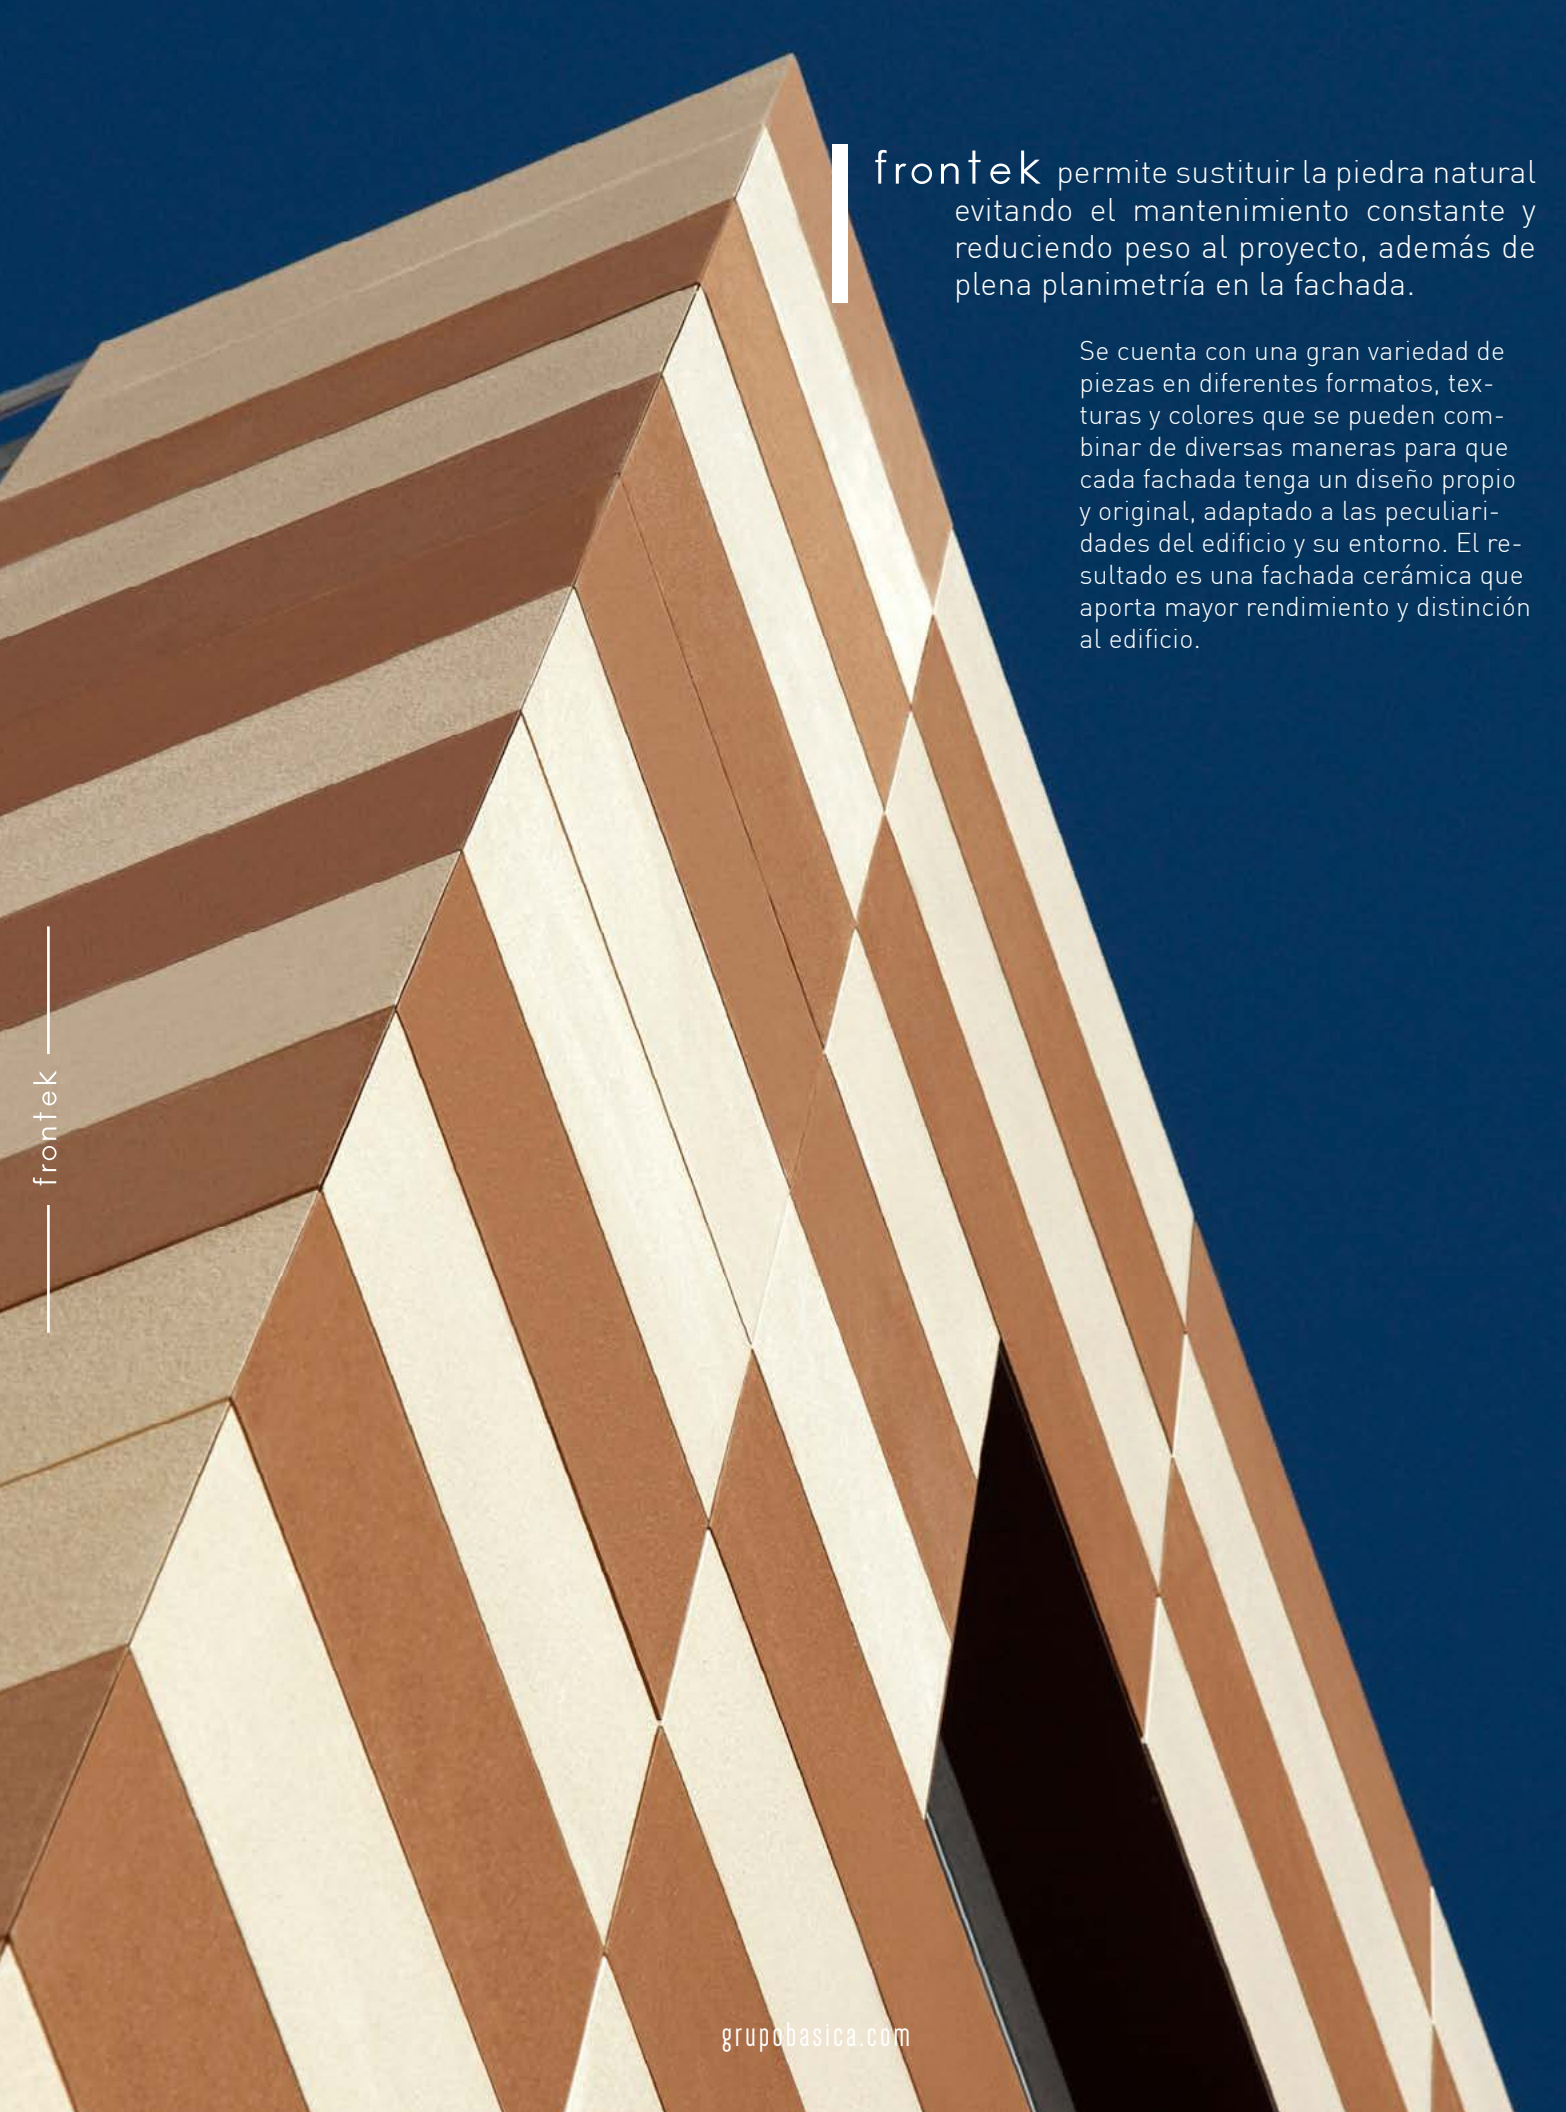 frontek permite sustituir la piedra natural
evitando el mantenimiento constante y
reduciendo peso al proyecto, además de
plena planimetría en la fachada.
Se cuenta con una gran variedad de
piezas en diferentes formatos, tex-
turas y colores que se pueden com-
binar de diversas maneras para que
cada fachada tenga un diseño propio
y original, adaptado a las peculiari-
dades del edificio y su entorno. El re-
sultado es una fachada cerámica que
aporta mayor rendimiento y distinción
al edificio.
frontek
grupobasica.com